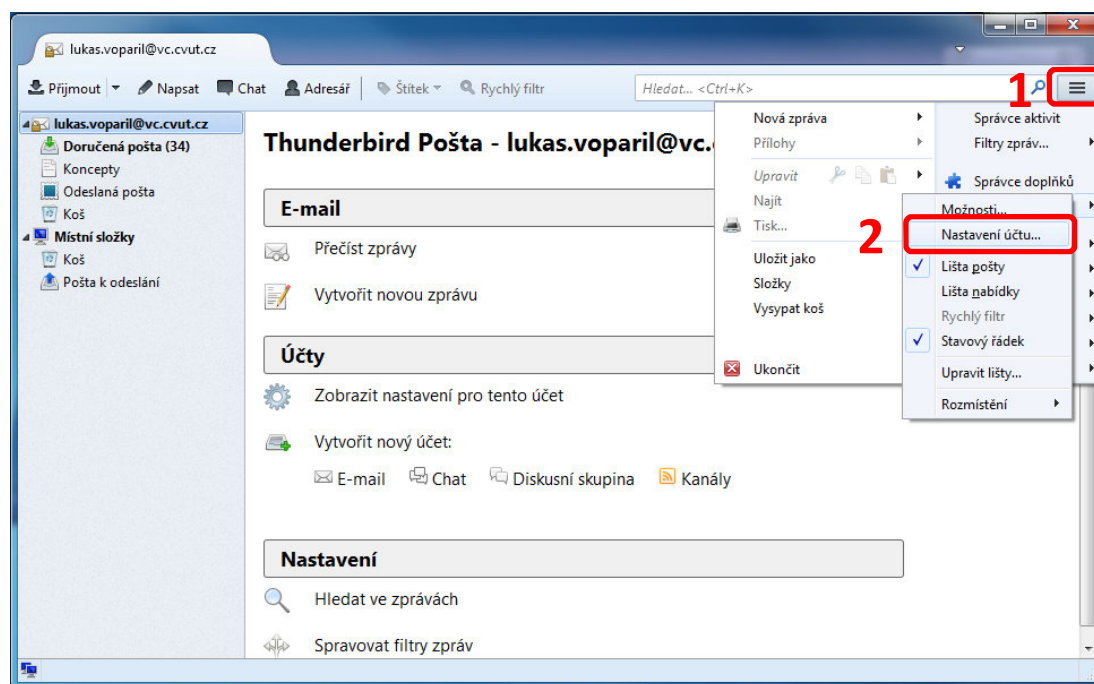 lukas.voparil@vc.cvut.cz
Přijmout Napsat Chat Adresář Štítek Rychlý filtr Hledat... <Ctrl+K>
1
lukas.voparil@vc.cvut.cz
Doručená pošta (34)
Koncepty
Odeslaná pošta
Koš
Místní složky
Koš
Pošta k odeslání
Thunderbird Pošta - lukas.voparil@vc.
E-mail
Přečíst zprávy
Vytvořit novou zprávu
Účty
Zobrazit nastavení pro tento účet
Vytvořit nový účet:
E-mail Chat Diskusní skupina Kanály
Nastavení
Hledat ve zprávách
Spravovat filtry zpráv
Nová zpráva
Přílohy
Upravit
Najít
Tisk...
Uložit jako
Složky
Vysypat koš
Ukončit
Správce aktivit
Filtry zpráv...
Správce doplňků
2
Možnosti...
Nastavení účtu...
Lišta pošty
Lišta nabídky
Rychlý filtr
Stavový řádek
Upravit lišty...
Rozmístění